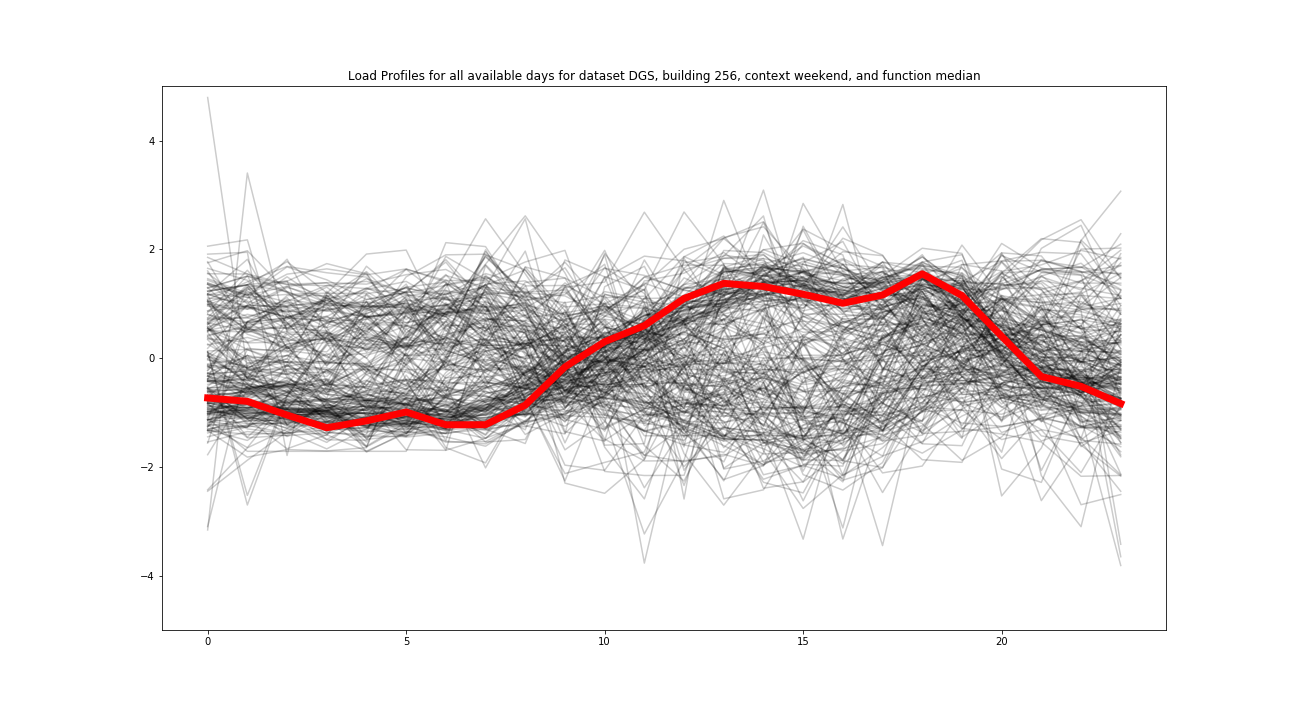 Load Profiles for all available days for dataset DGS, building 256, context weekend, and function median
4
2
0
−2
−4
0 5 10 15 20